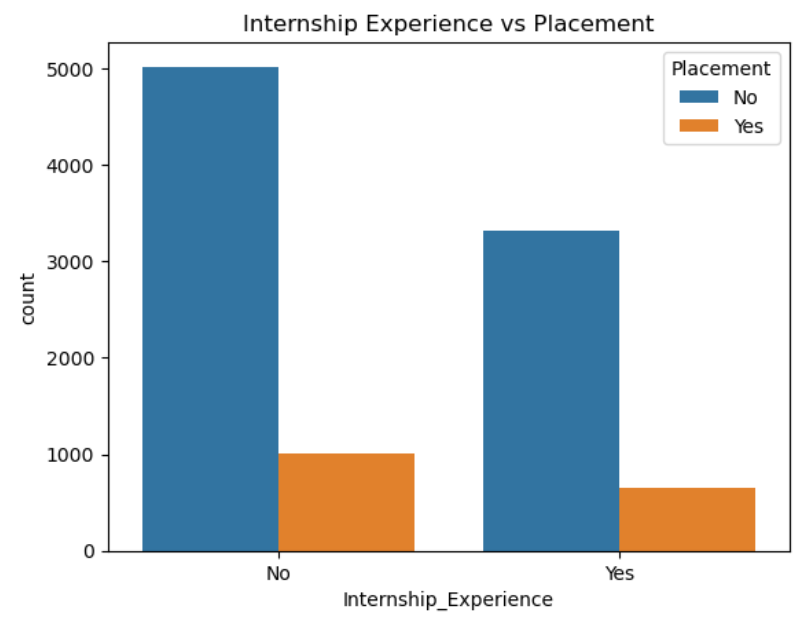 Internship Experience vs Placement
Placement
No
Yes
5000
4000
3000
2000
1000
0
count
No
Yes
Internship_Experience